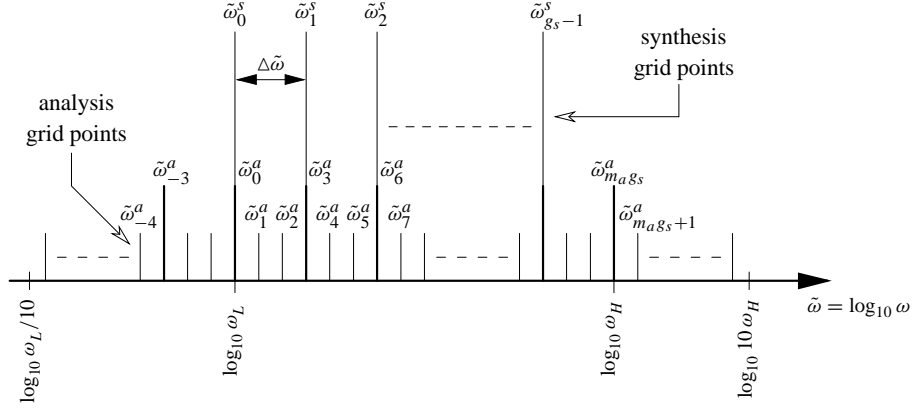 ω̃₀ˢ ω̃₁ˢ ω̃₂ˢ ω̃ˢ_{g_s−1}
synthesis
grid points
Δω̃
analysis
grid points
ω̃ᵃ₋₃ ω̃ᵃ₀ ω̃ᵃ₃ ω̃ᵃ₆ ω̃ᵃ_{m_a g_s}
ω̃ᵃ₋₄ ω̃ᵃ₁ ω̃ᵃ₂ ω̃ᵃ₄ ω̃ᵃ₅ ω̃ᵃ₇ ω̃ᵃ_{m_a g_s+1}
ω̃ = log₁₀ ω
log₁₀ ω_L/10
log₁₀ ω_L
log₁₀ ω_H
log₁₀ 10 ω_H